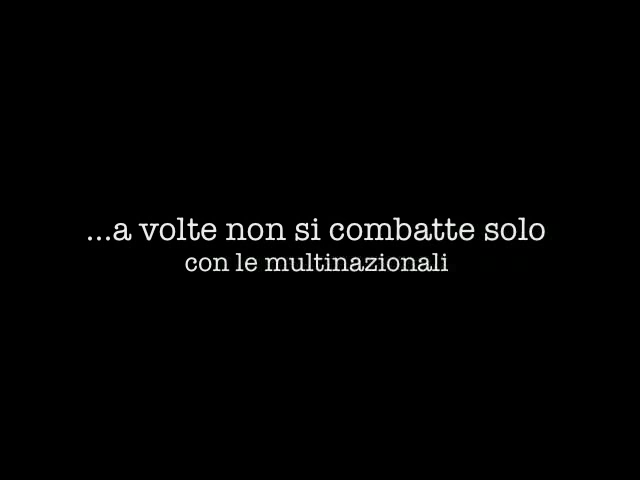 ...a volte non si combatte solo
con le multinazionali